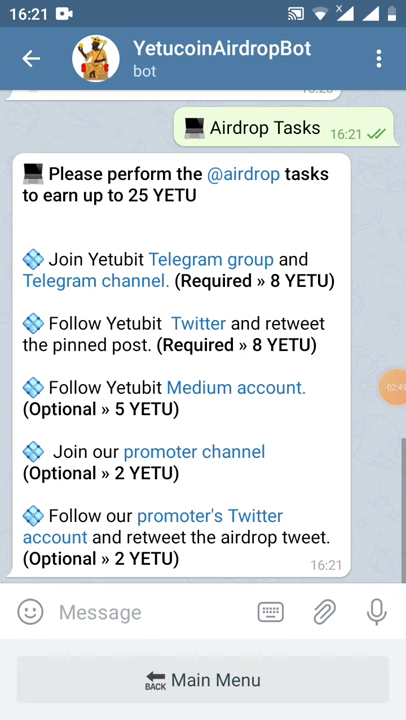 16:21
YetucoinAirdropBot
bot
Airdrop Tasks 16:21
Please perform the @airdrop tasks
to earn up to 25 YETU
Join Yetubit Telegram group and
Telegram channel. (Required » 8 YETU)
Follow Yetubit Twitter and retweet
the pinned post. (Required » 8 YETU)
Follow Yetubit Medium account.
(Optional » 5 YETU)
Join our promoter channel
(Optional » 2 YETU)
Follow our promoter's Twitter
account and retweet the airdrop tweet.
(Optional » 2 YETU)
16:21
02:49
Message
BACK Main Menu